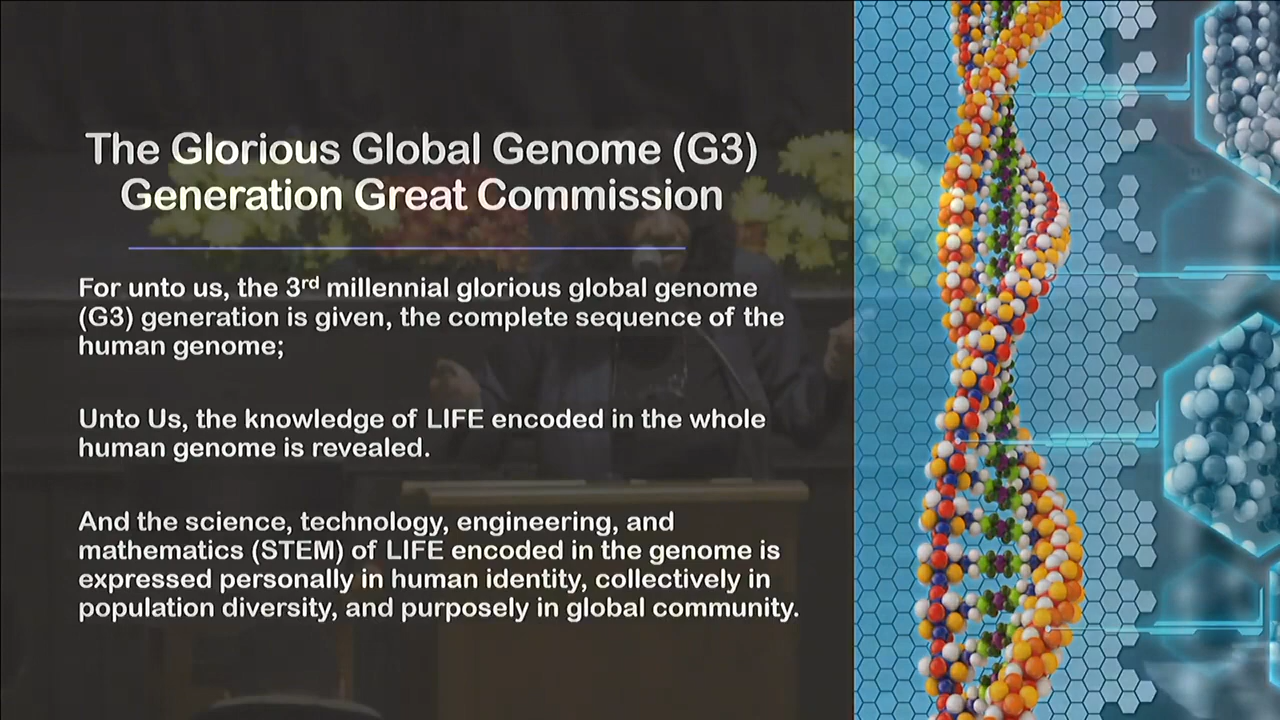 The Glorious Global Genome (G3)
Generation Great Commission
For unto us, the 3rd millennial glorious global genome
(G3) generation is given, the complete sequence of the
human genome;
Unto Us, the knowledge of LIFE encoded in the whole
human genome is revealed.
And the science, technology, engineering, and
mathematics (STEM) of LIFE encoded in the genome is
expressed personally in human identity, collectively in
population diversity, and purposely in global community.